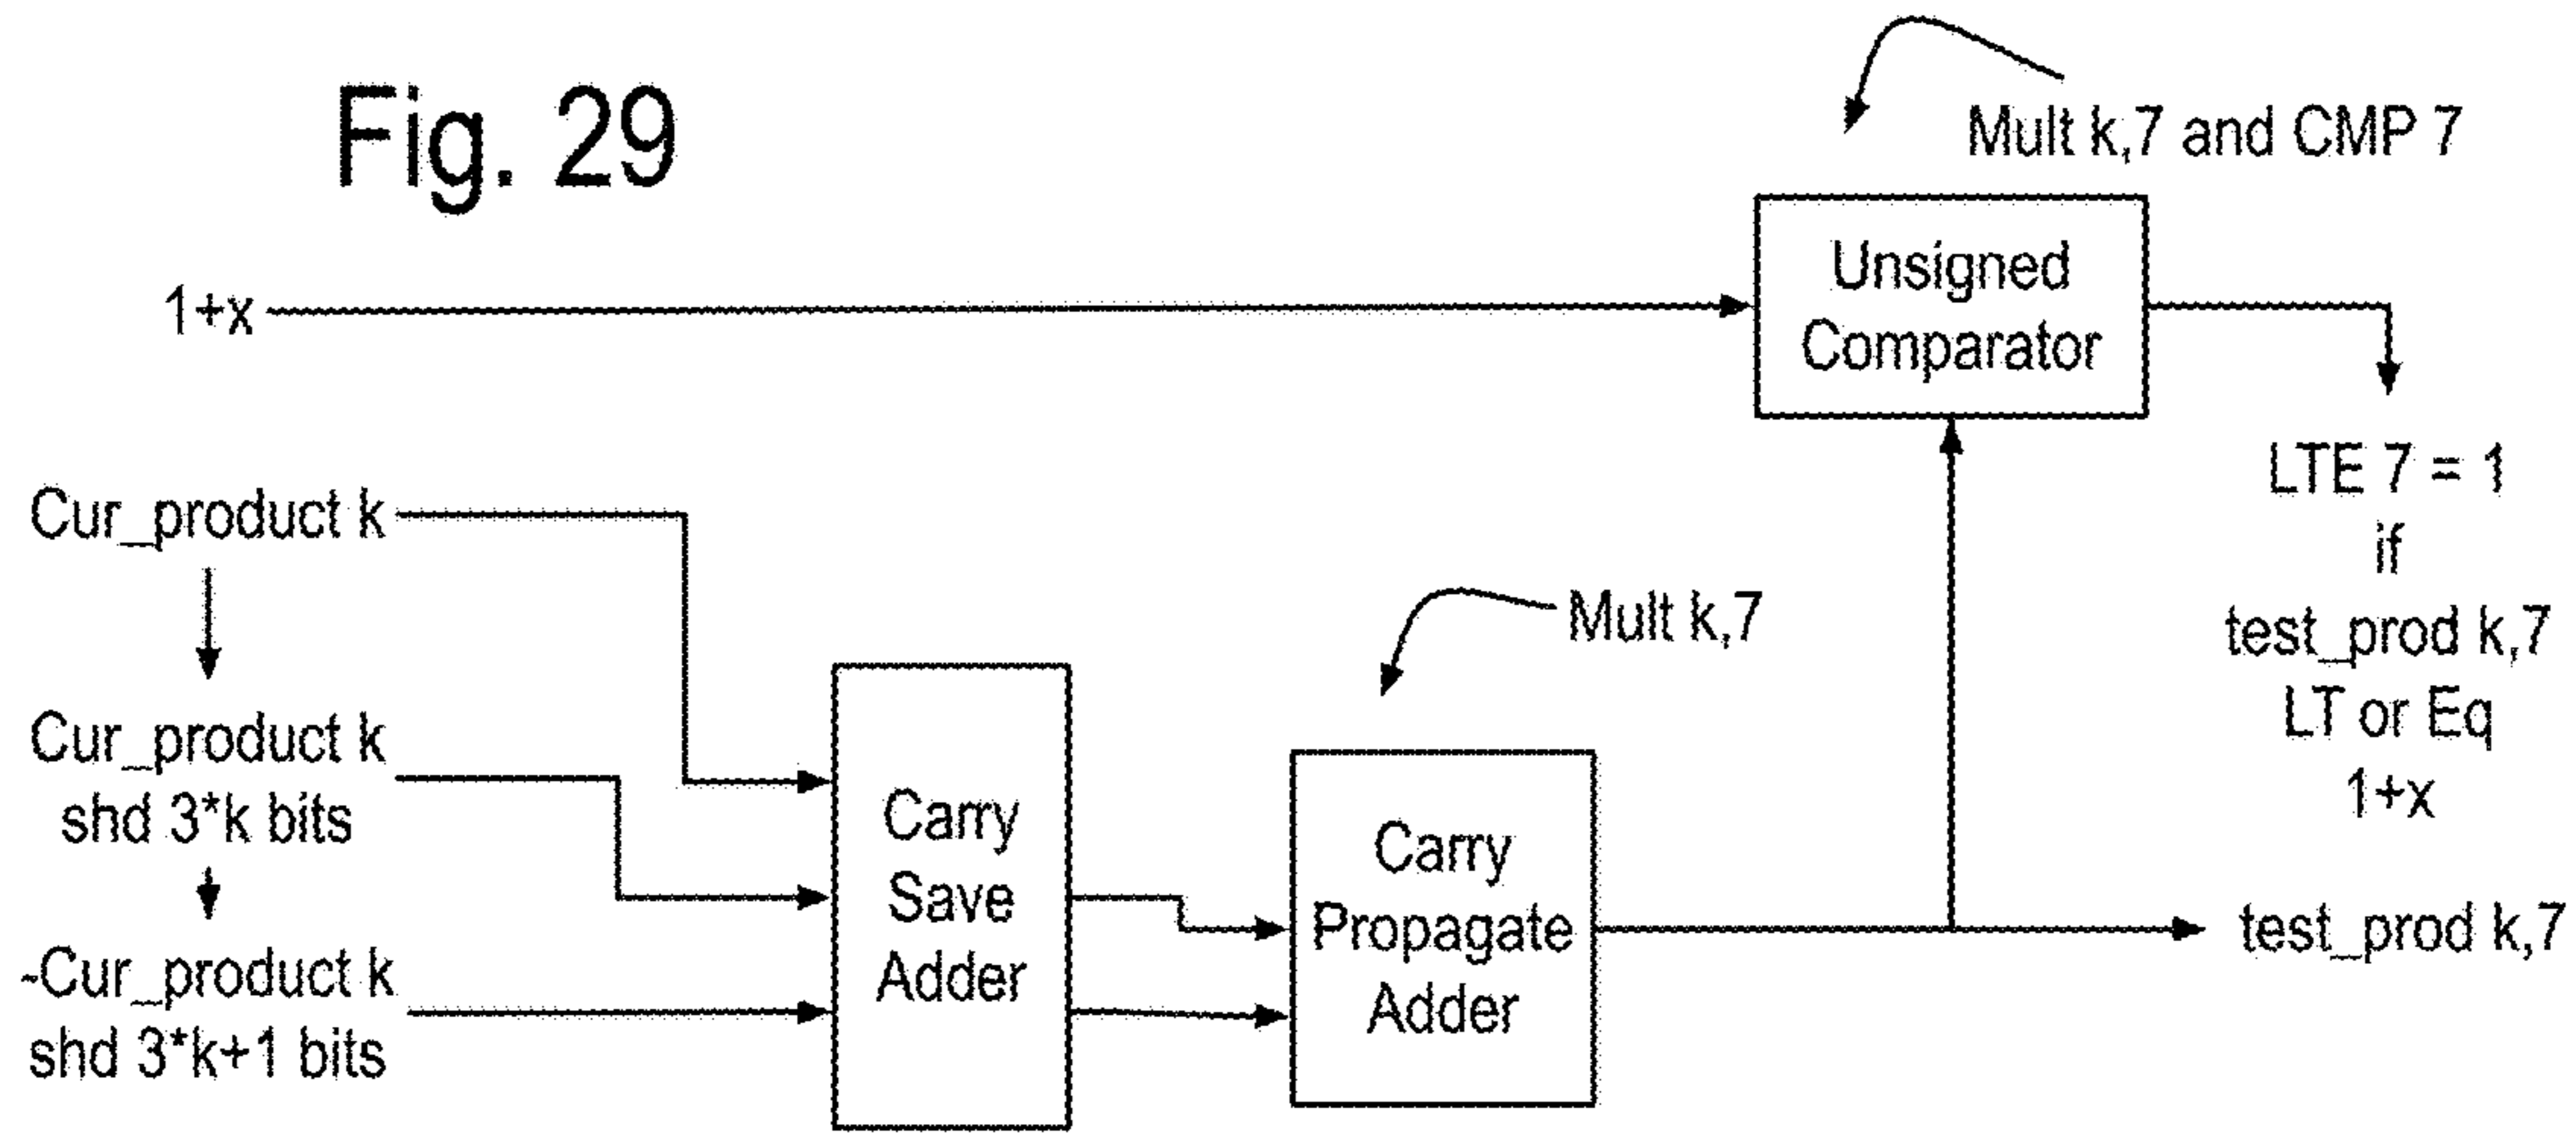 Fig. 29
Mult k,7 and CMP 7
Unsigned
Comparator
1+x
LTE 7 = 1
if
test_prod k,7
LT or Eq
1+x
Cur_product k
Mult k,7
Cur_product k
shd 3*k bits
Carry
Save
Adder
Carry
Propagate
Adder
test_prod k,7
-Cur_product k
shd 3*k+1 bits